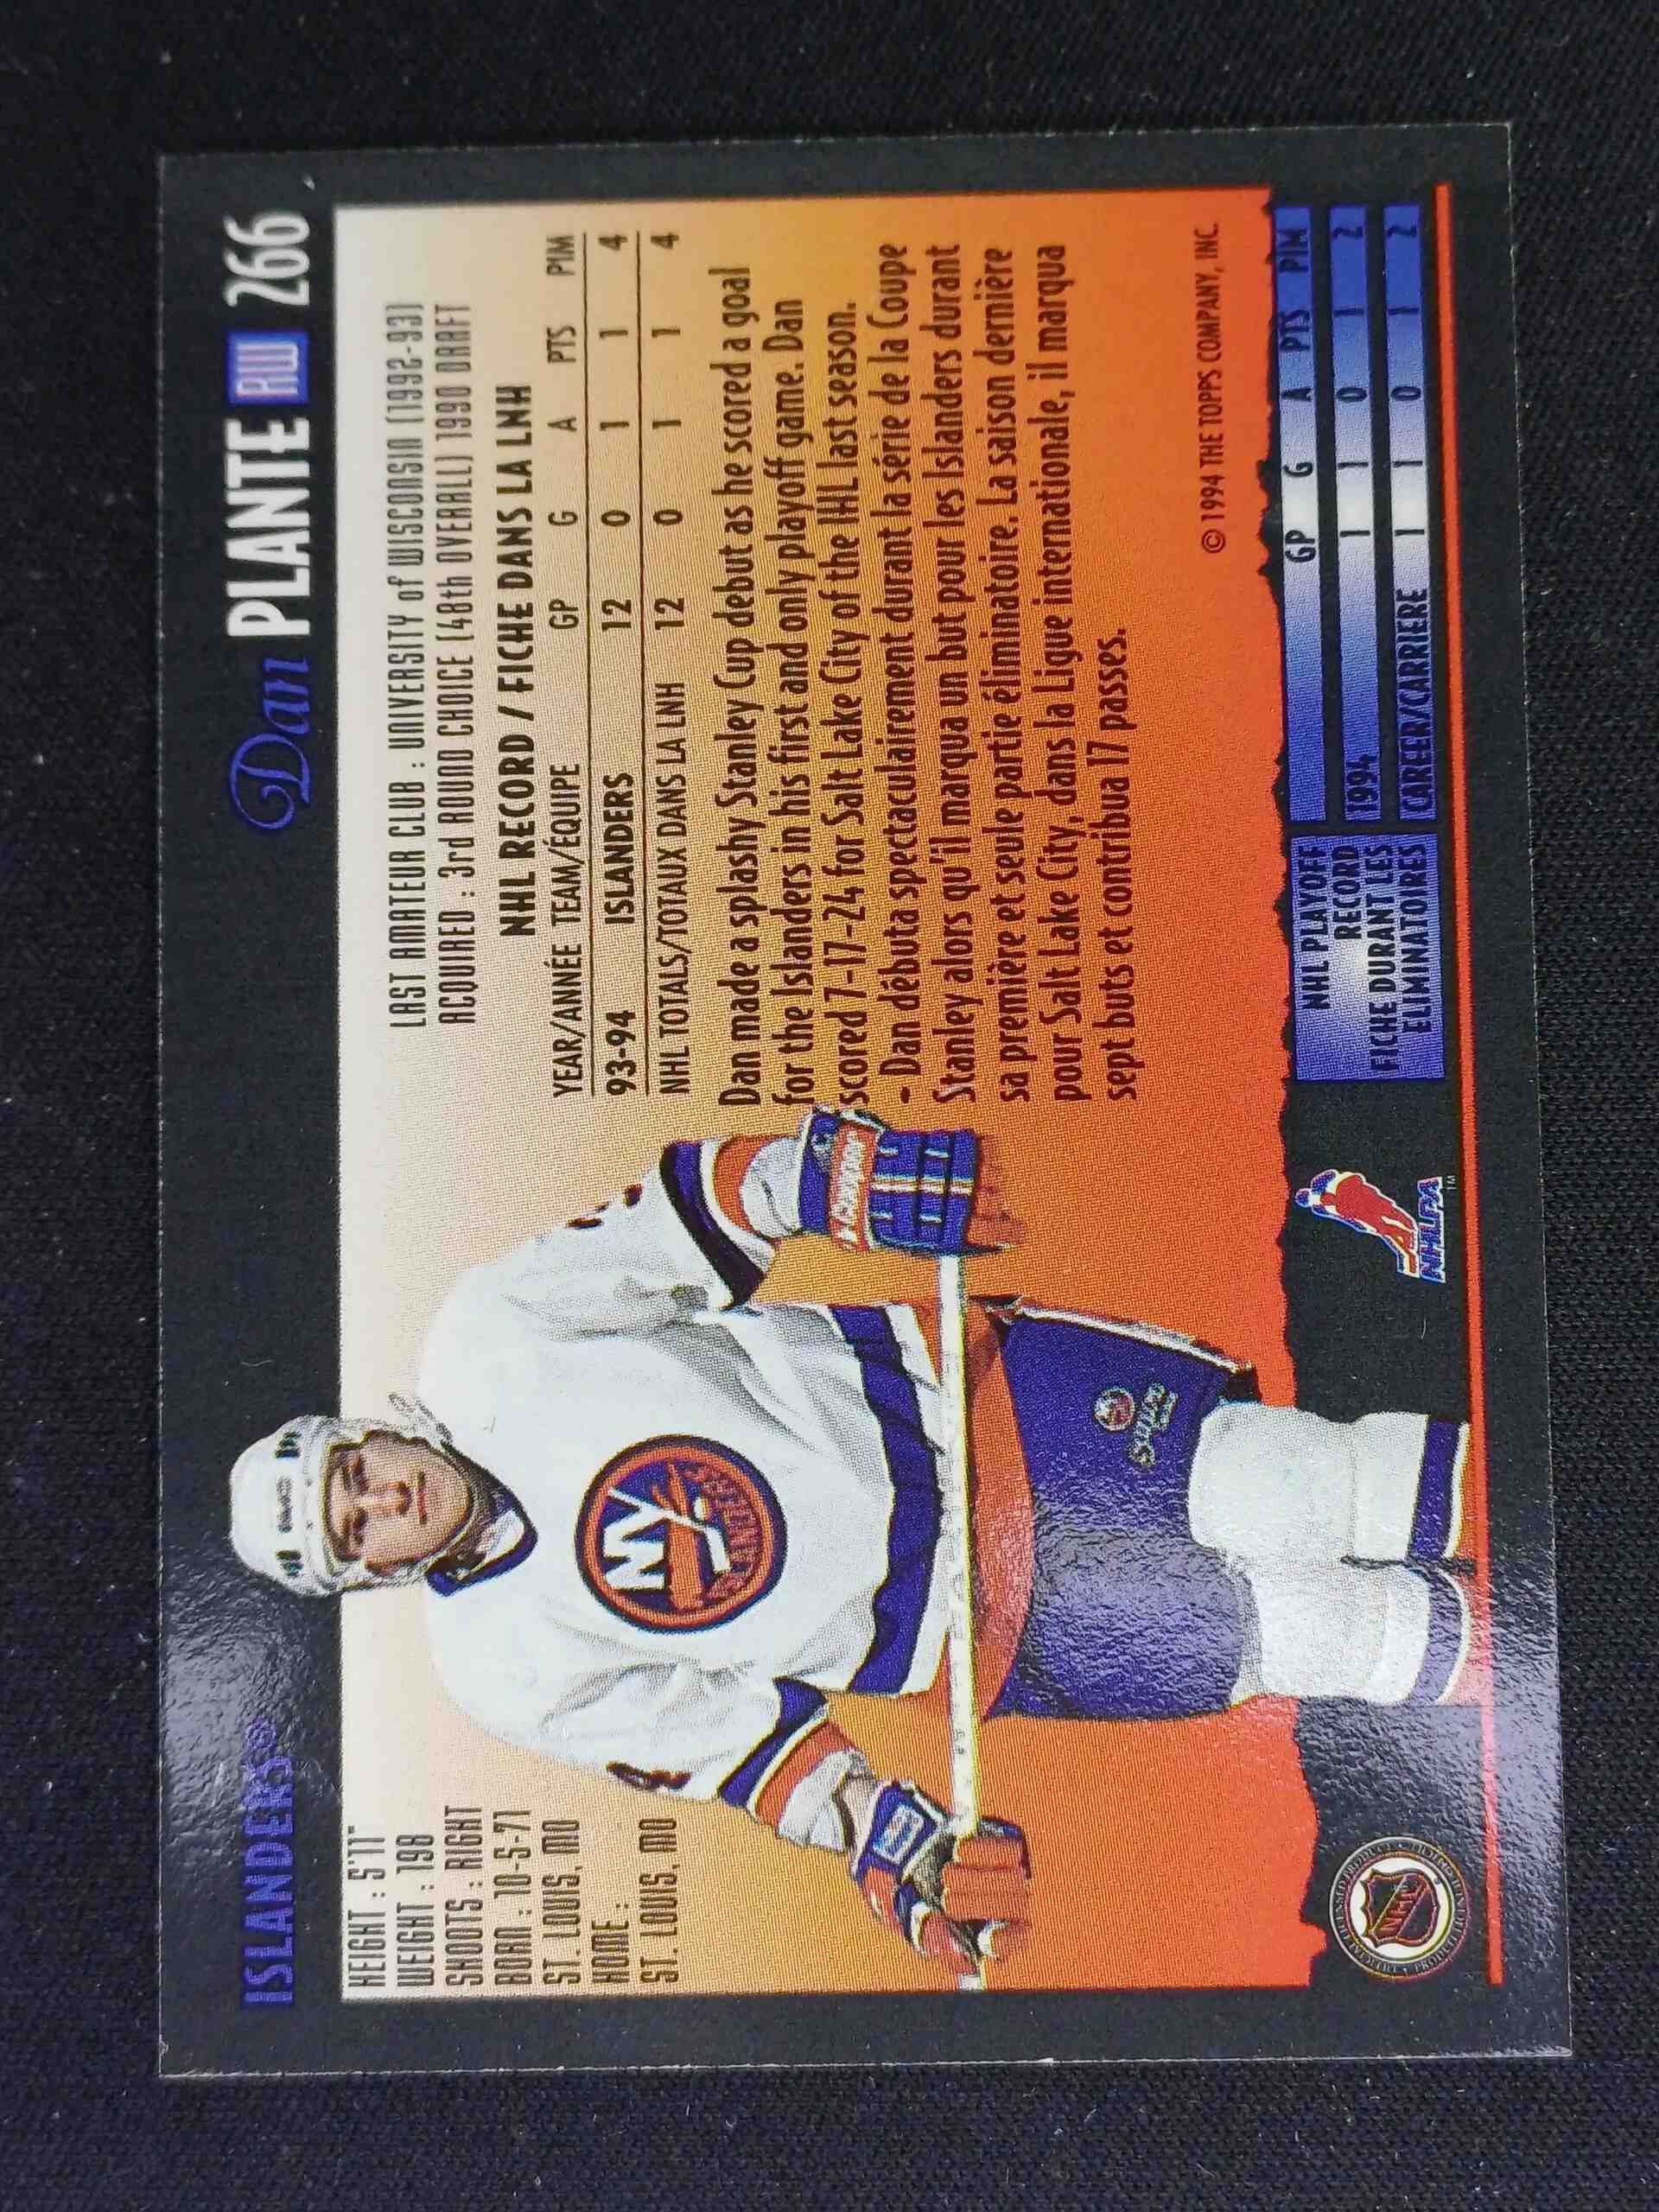 ISLANDERS®
Dan PLANTE RW 266
HEIGHT : 5'11"
WEIGHT : 198
SHOOTS : RIGHT
BORN : 10-5-71
ST. LOUIS, MO
HOME :
ST. LOUIS, MO
LAST AMATEUR CLUB : UNIVERSITY of WISCONSIN (1992-93)
ACQUIRED : 3rd ROUND CHOICE (48th OVERALL) 1990 DRAFT
NHL RECORD / FICHE DANS LA LNH
YEAR/ANNÉE TEAM/ÉQUIPE GP G A PTS PIM
93-94 ISLANDERS 12 0 1 1 4
NHL TOTALS/TOTAUX DANS LA LNH 12 0 1 1 4
Dan made a splashy Stanley Cup debut as he scored a goal
for the Islanders in his first and only playoff game. Dan
scored 7-17-24 for Salt Lake City of the IHL last season.
- Dan débuta spectaculairement durant la série de la Coupe
Stanley alors qu'il marqua un but pour les Islanders durant
sa première et seule partie éliminatoire. La saison dernière
pour Salt Lake City, dans la Ligue internationale, il marqua
sept buts et contribua 17 passes.
© 1994 THE TOPPS COMPANY, INC.
NHL PLAYOFF
RECORD
FICHE DURANT LES
ELIMINATOIRES
GP G A PTS PIM
1994 1 1 0 1 2
CAREER/CARRIERE 1 1 0 1 2
NHLPA™
NHL
NY
ISLANDERS